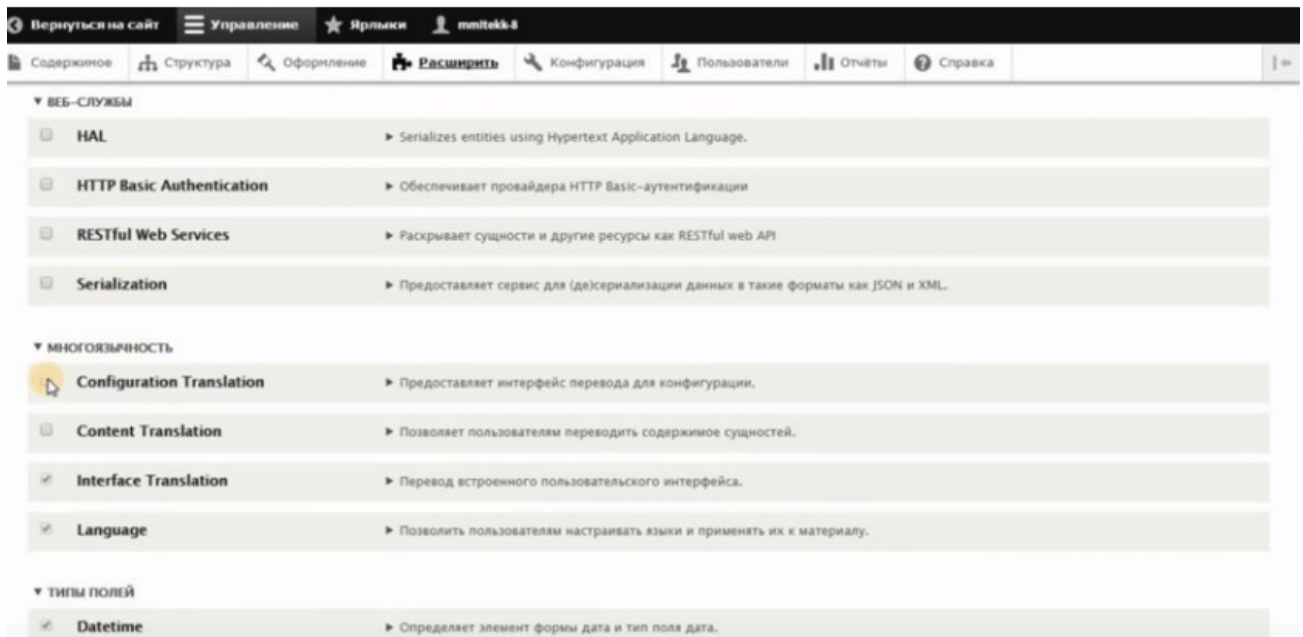 Вернуться на сайт Управление Ярлыки mmltekk-8
Содержимое Структура Оформление Расширить Конфигурация Пользователи Отчёты Справка
▼ ВЕБ-СЛУЖБЫ
HAL ► Serializes entities using Hypertext Application Language.
HTTP Basic Authentication ► Обеспечивает провайдера HTTP Basic-аутентификации
RESTful Web Services ► Раскрывает сущности и другие ресурсы как RESTful web API
Serialization ► Предоставляет сервис для (де)сериализации данных в такие форматы как JSON и XML.
▼ МНОГОЯЗЫЧНОСТЬ
Configuration Translation ► Предоставляет интерфейс перевода для конфигурации.
Content Translation ► Позволяет пользователям переводить содержимое сущностей.
Interface Translation ► Перевод встроенного пользовательского интерфейса.
Language ► Позволить пользователям настраивать языки и применять их к материалу.
▼ ТИПЫ ПОЛЕЙ
Datetime ► Определяет элемент формы дата и тип поля дата.